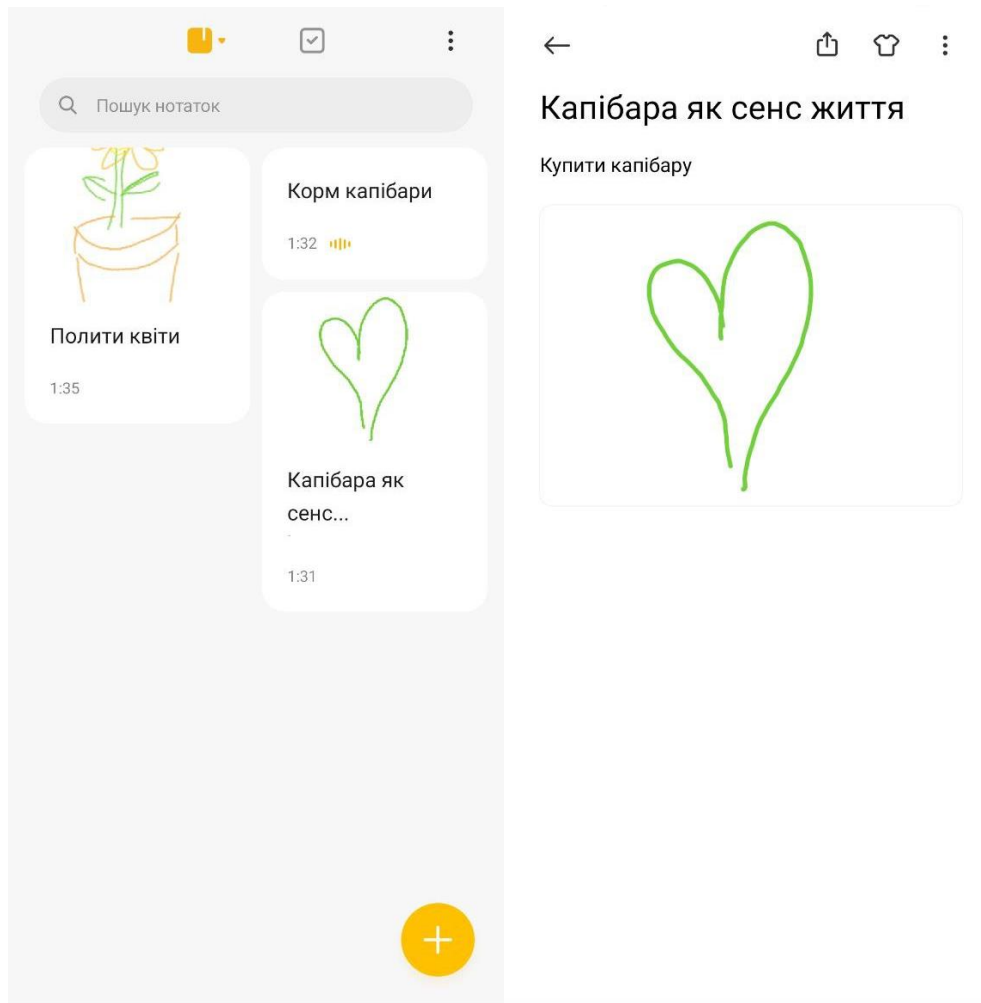 Пошук нотаток
Полити квіти
1:35
Корм капібари
1:32
Капібара як
сенс...
1:31
Капібара як сенс життя
Купити капібару